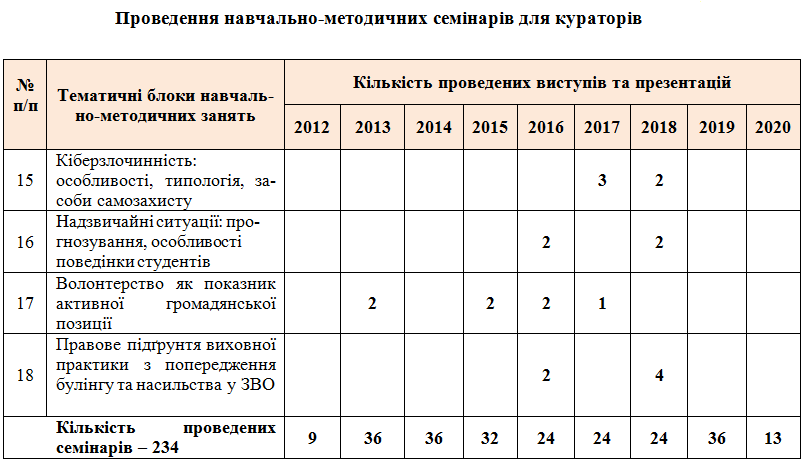 Проведення навчально-методичних семінарів для кураторів
№ п/п
Тематичні блоки навчаль-
но-методичних занять
Кількість проведених виступів та презентацій
2012 2013 2014 2015 2016 2017 2018 2019 2020
15
Кіберзлочинність:
особливості, типологія, за-
соби самозахисту
3 2
16
Надзвичайні ситуації: про-
гнозування, особливості
поведінки студентів
2 2
17
Волонтерство як показник
активної громадянської
позиції
2 2 2 1
18
Правове підґрунтя виховної
практики з попередження
булінгу та насильства у ЗВО
2 4
Кількість проведених
семінарів – 234
9 36 36 32 24 24 24 36 13